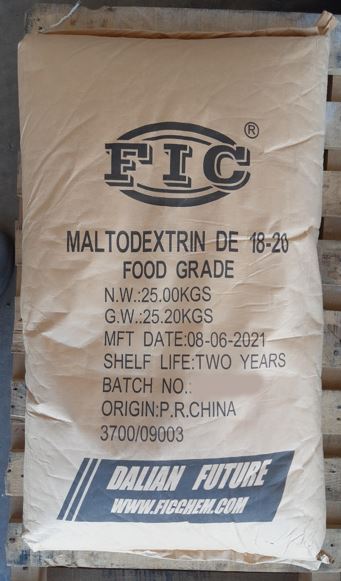 FIC ®
MALTODEXTRIN DE 18-20
FOOD GRADE
N.W.:25.00KGS
G.W.:25.20KGS
MFT DATE:08-06-2021
SHELF LIFE:TWO YEARS
BATCH NO.:
ORIGIN:P.R.CHINA
3700/09003
DALIAN FUTURE
WWW.FICCHEM.COM